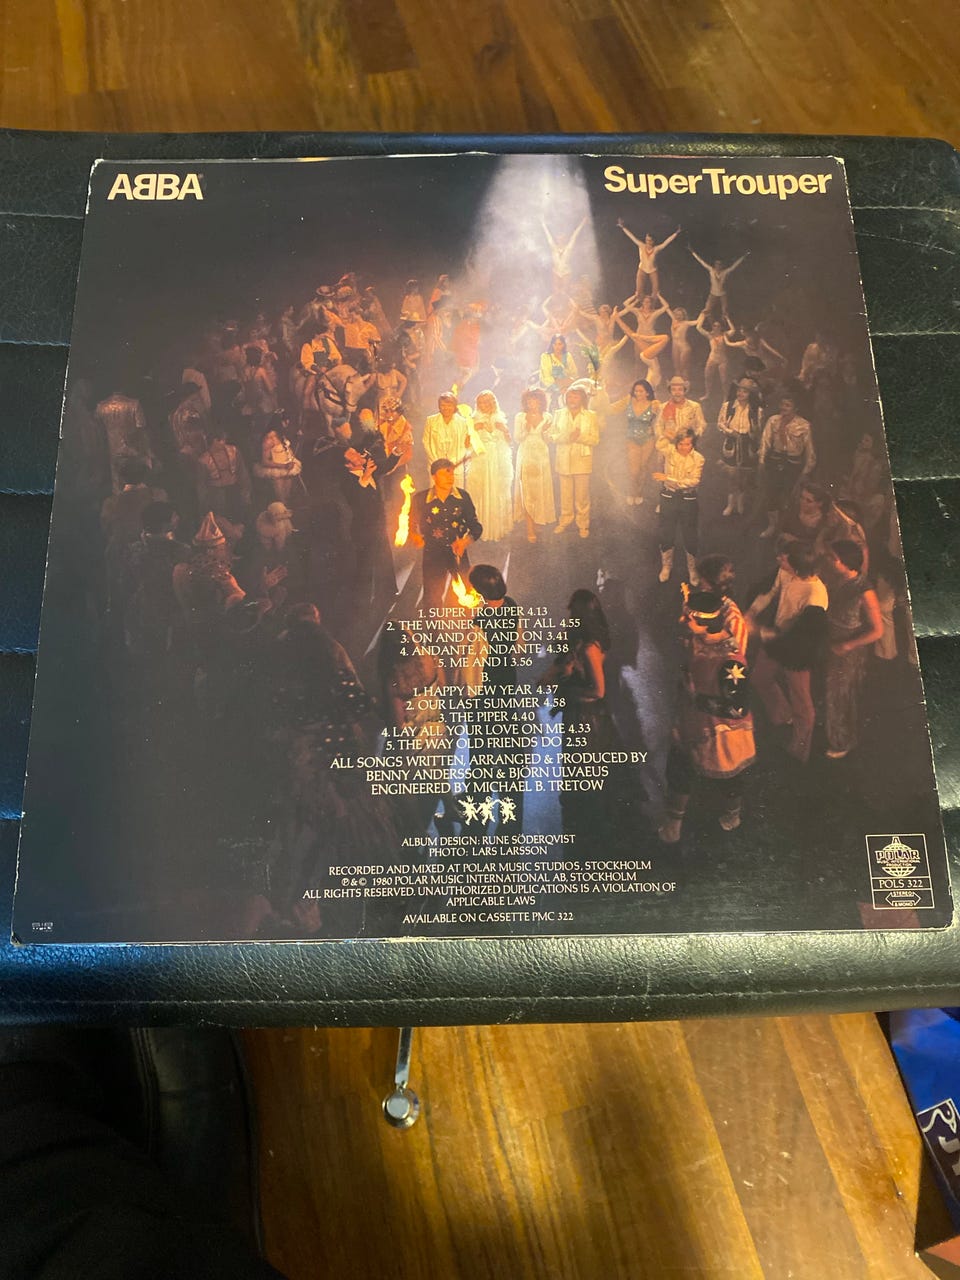 AᗺBA®
Super Trouper
A.
1. SUPER TROUPER 4.13
2. THE WINNER TAKES IT ALL 4.55
3. ON AND ON AND ON 3.41
4. ANDANTE, ANDANTE 4.38
5. ME AND I 3.56
B.
1. HAPPY NEW YEAR 4.37
2. OUR LAST SUMMER 4.58
3. THE PIPER 4.40
4. LAY ALL YOUR LOVE ON ME 4.33
5. THE WAY OLD FRIENDS DO 2.53
ALL SONGS WRITTEN, ARRANGED & PRODUCED BY
BENNY ANDERSSON & BJÖRN ULVAEUS
ENGINEERED BY MICHAEL B. TRETOW
ALBUM DESIGN: RUNE SÖDERQVIST
PHOTO: LARS LARSSON
RECORDED AND MIXED AT POLAR MUSIC STUDIOS, STOCKHOLM
℗ & © 1980 POLAR MUSIC INTERNATIONAL AB, STOCKHOLM
ALL RIGHTS RESERVED. UNAUTHORIZED DUPLICATIONS IS A VIOLATION OF
APPLICABLE LAWS
AVAILABLE ON CASSETTE PMC 322
POLAR
MUSIC INTERNATIONAL
PRODUCTION
POLS 322
STEREO
& MONO